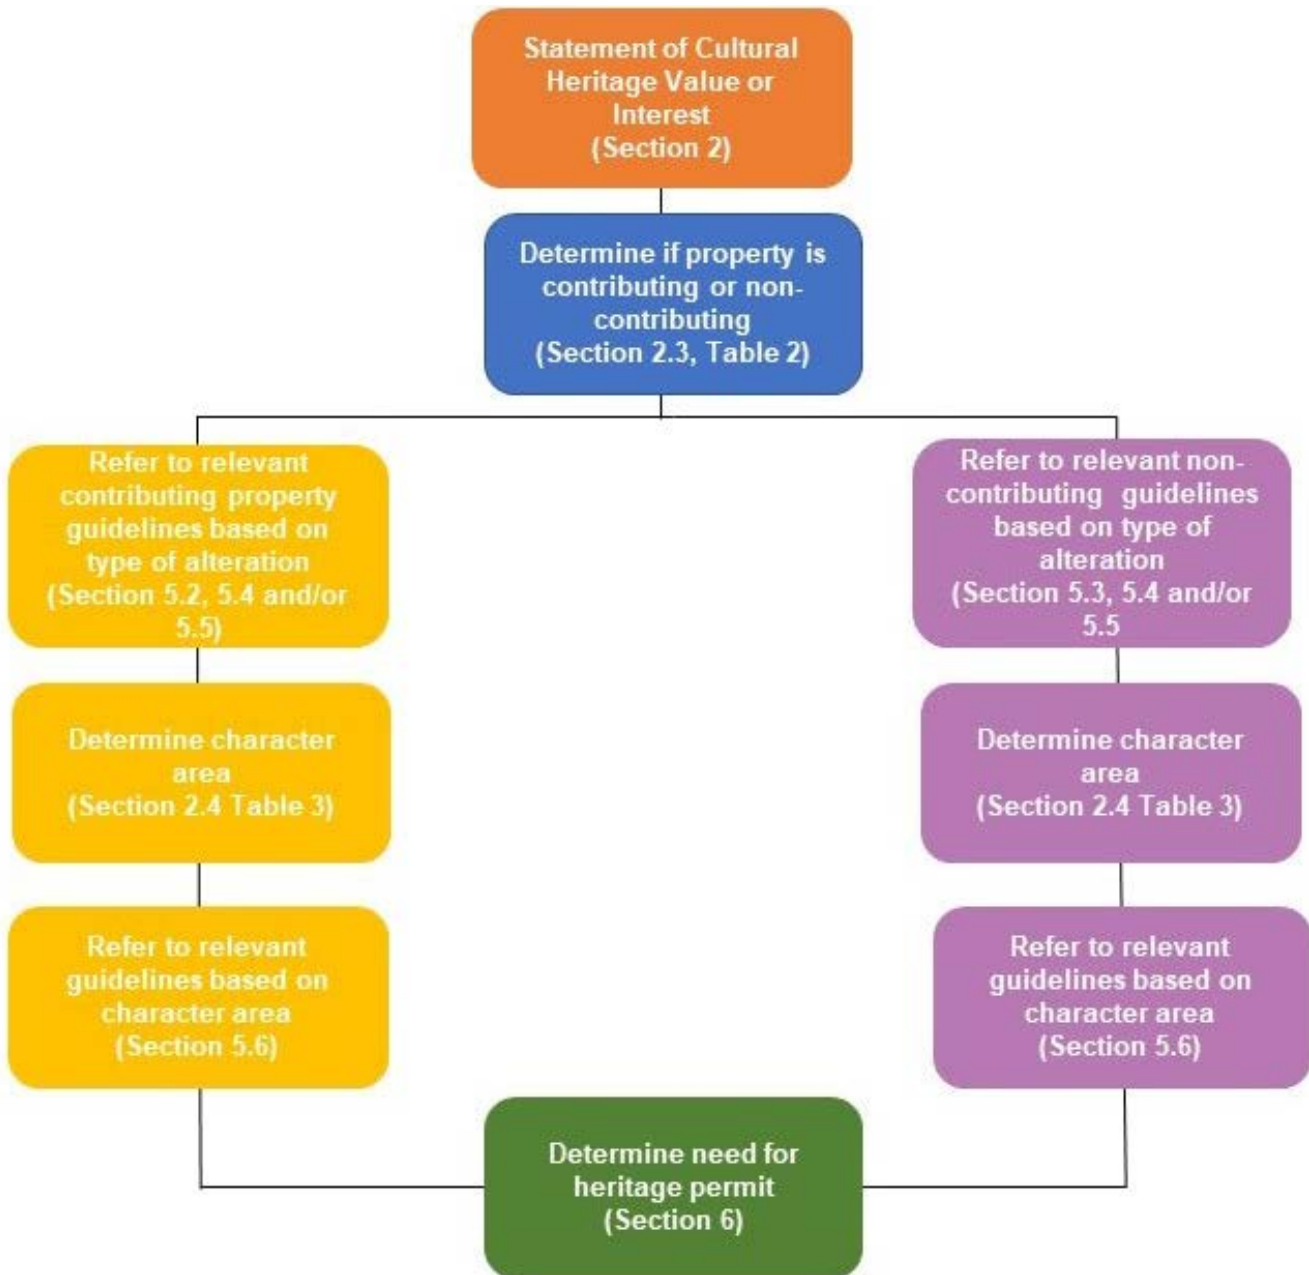 Statement of Cultural
Heritage Value or
Interest
(Section 2)
Determine if property is
contributing or non-
contributing
(Section 2.3, Table 2)
Refer to relevant
contributing property
guidelines based on
type of alteration
(Section 5.2, 5.4 and/or
5.5)
Refer to relevant non-
contributing guidelines
based on type of
alteration
(Section 5.3, 5.4 and/or
5.5
Determine character
area
(Section 2.4 Table 3)
Determine character
area
(Section 2.4 Table 3)
Refer to relevant
guidelines based on
character area
(Section 5.6)
Refer to relevant
guidelines based on
character area
(Section 5.6)
Determine need for
heritage permit
(Section 6)